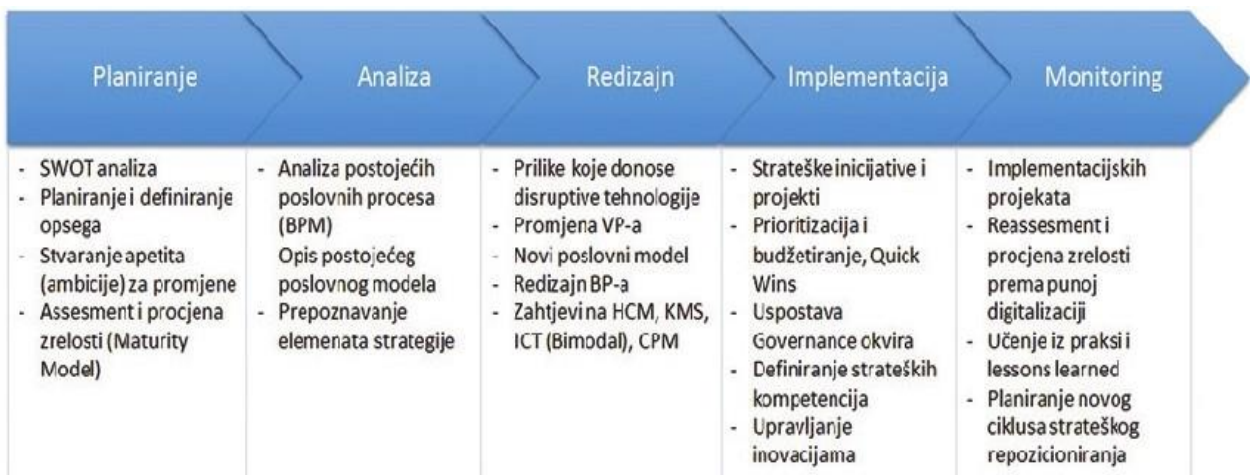 Planiranje
Analiza
Redizajn
Implementacija
Monitoring
- SWOT analiza
- Planiranje i definiranje
opsega
- Stvaranje apetita
(ambicije) za promjene
- Assesment i procjena
zrelosti (Maturity
Model)
- Analiza postojećih
poslovnih procesa
(BPM)
Opis postojećeg
poslovnog modela
- Prepoznavanje
elemenata strategije
- Prilike koje donose
disruptive tehnologije
- Promjena VP-a
- Novi poslovni model
- Redizajn BP-a
- Zahtjevi na HCM, KMS,
ICT (Bimodal), CPM
- Strateške inicijative i
projekti
- Prioritizacija i
budžetiranje, Quick
Wins
- Uspostava
Governance okvira
- Definiranje strateških
kompetencija
- Upravljanje
inovacijama
- Implementacijskih
projekata
- Reassesment i
procjena zrelosti
prema punoj
digitalizaciji
- Učenje iz praksi i
lessons learned
- Planiranje novog
ciklusa strateškog
repozicioniranja